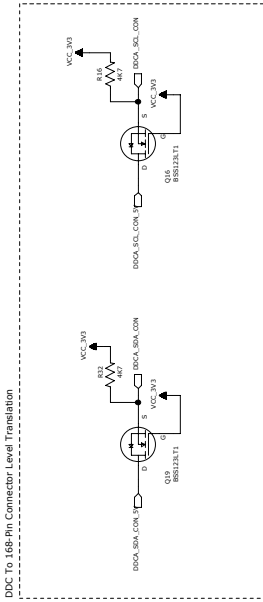 DDC To 168-Pin Connector Level Translation
VCC_3V3
R32
4K7
DDCA_SDA_CON
VCC_3V3
S
G
D
Q19
BSS123LT1
DDCA_SDA_CON_5V
VCC_3V3
R16
4K7
DDCA_SCL_CON
VCC_3V3
S
G
D
Q16
BSS123LT1
DDCA_SCL_CON_5V